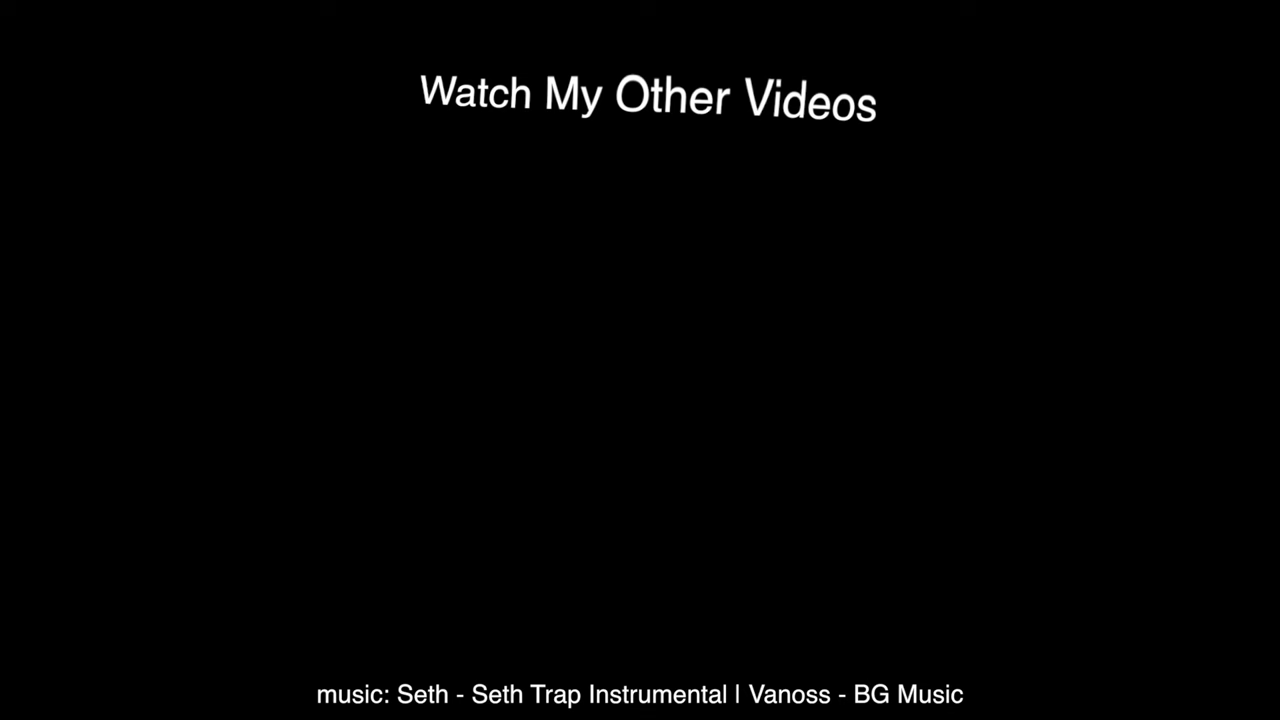 Watch My Other Videos
music: Seth - Seth Trap Instrumental | Vanoss - BG Music